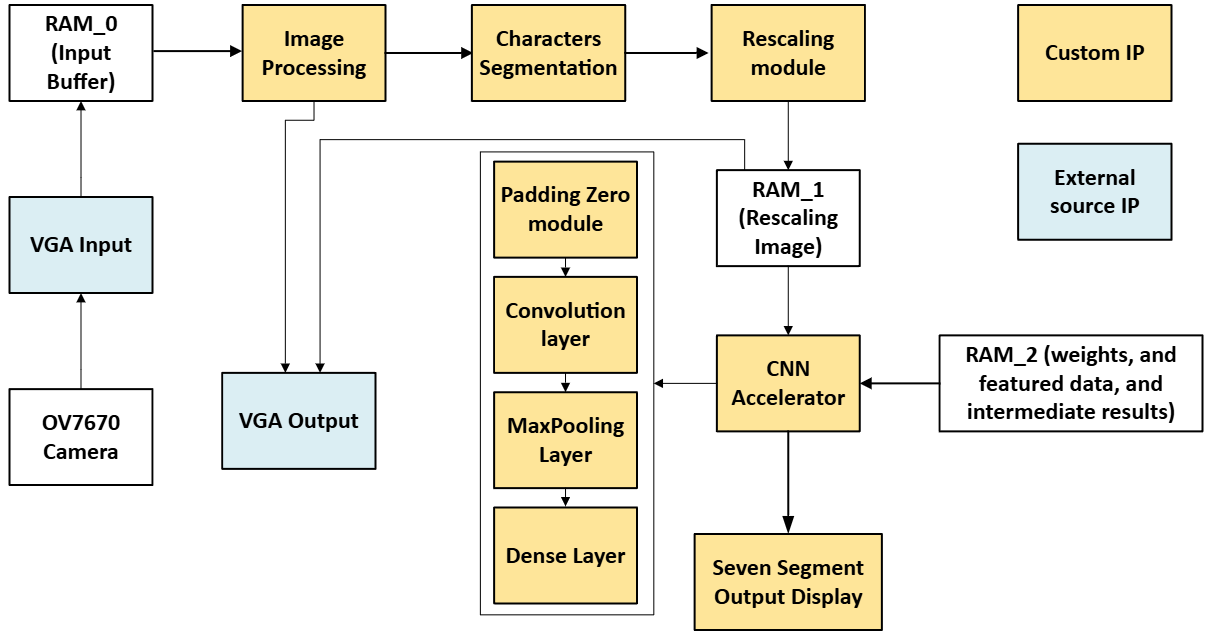 RAM_0
(Input
Buffer)
Image
Processing
Characters
Segmentation
Rescaling
module
Custom IP
External
source IP
VGA Input
Padding Zero
module
RAM_1
(Rescaling
Image)
Convolution
layer
OV7670
Camera
VGA Output
MaxPooling
Layer
CNN
Accelerator
RAM_2 (weights, and
featured data, and
intermediate results)
Dense Layer
Seven Segment
Output Display